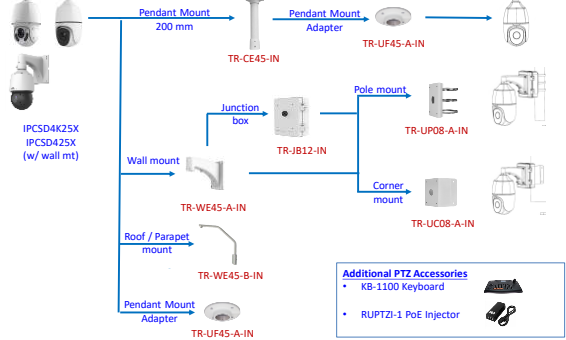 Pendant Mount
200 mm
Pendant Mount
Adapter
TR-CE45-IN
TR-UF45-A-IN
IPCSD4K25X
IPCSD425X
(w/ wall mt)
Junction
box
TR-JB12-IN
Pole mount
TR-UP08-A-IN
Wall mount
TR-WE45-A-IN
Corner
mount
TR-UC08-A-IN
Roof / Parapet
mount
TR-WE45-B-IN
Pendant Mount
Adapter
TR-UF45-A-IN
Additional PTZ Accessories
• KB-1100 Keyboard
• RUPTZI-1 PoE Injector